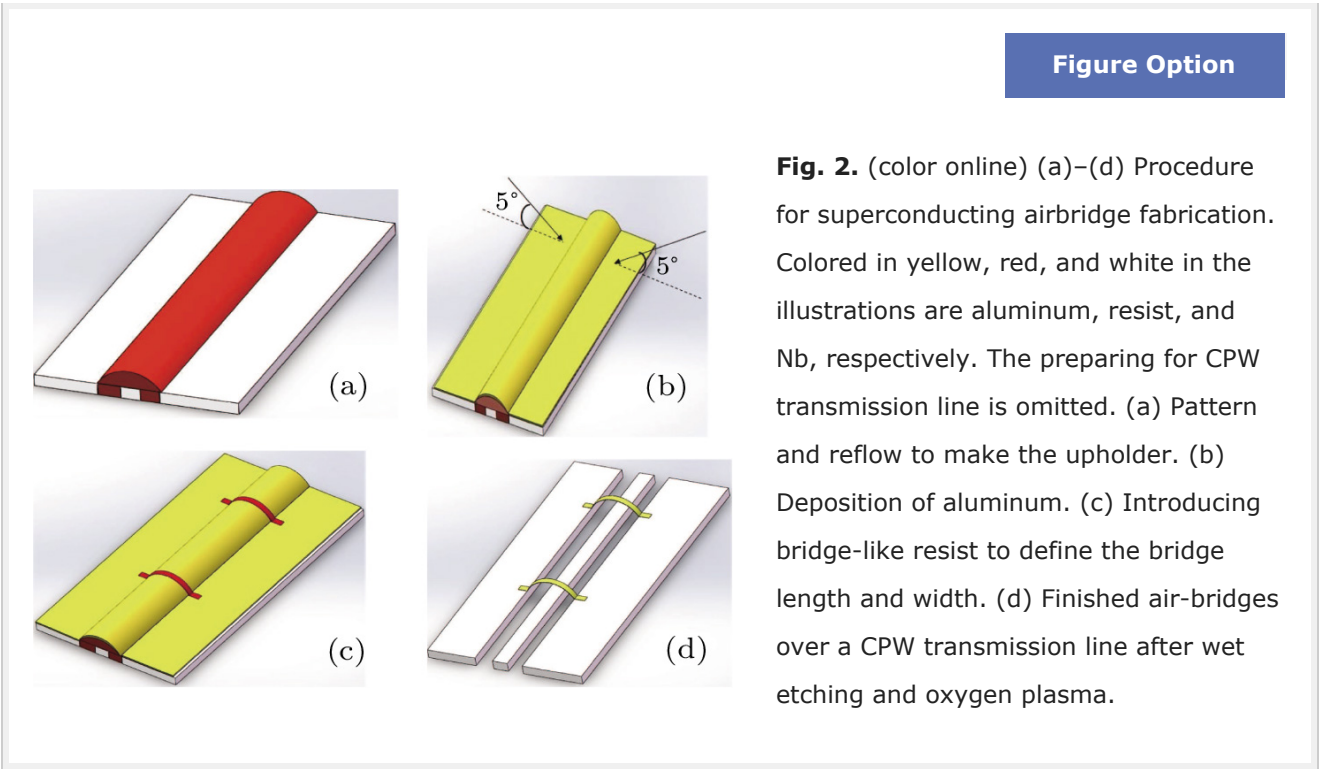 Figure Option
5°
5°
(a)
(b)
(c)
(d)
Fig. 2. (color online) (a)–(d) Procedure
for superconducting airbridge fabrication.
Colored in yellow, red, and white in the
illustrations are aluminum, resist, and
Nb, respectively. The preparing for CPW
transmission line is omitted. (a) Pattern
and reflow to make the upholder. (b)
Deposition of aluminum. (c) Introducing
bridge-like resist to define the bridge
length and width. (d) Finished air-bridges
over a CPW transmission line after wet
etching and oxygen plasma.